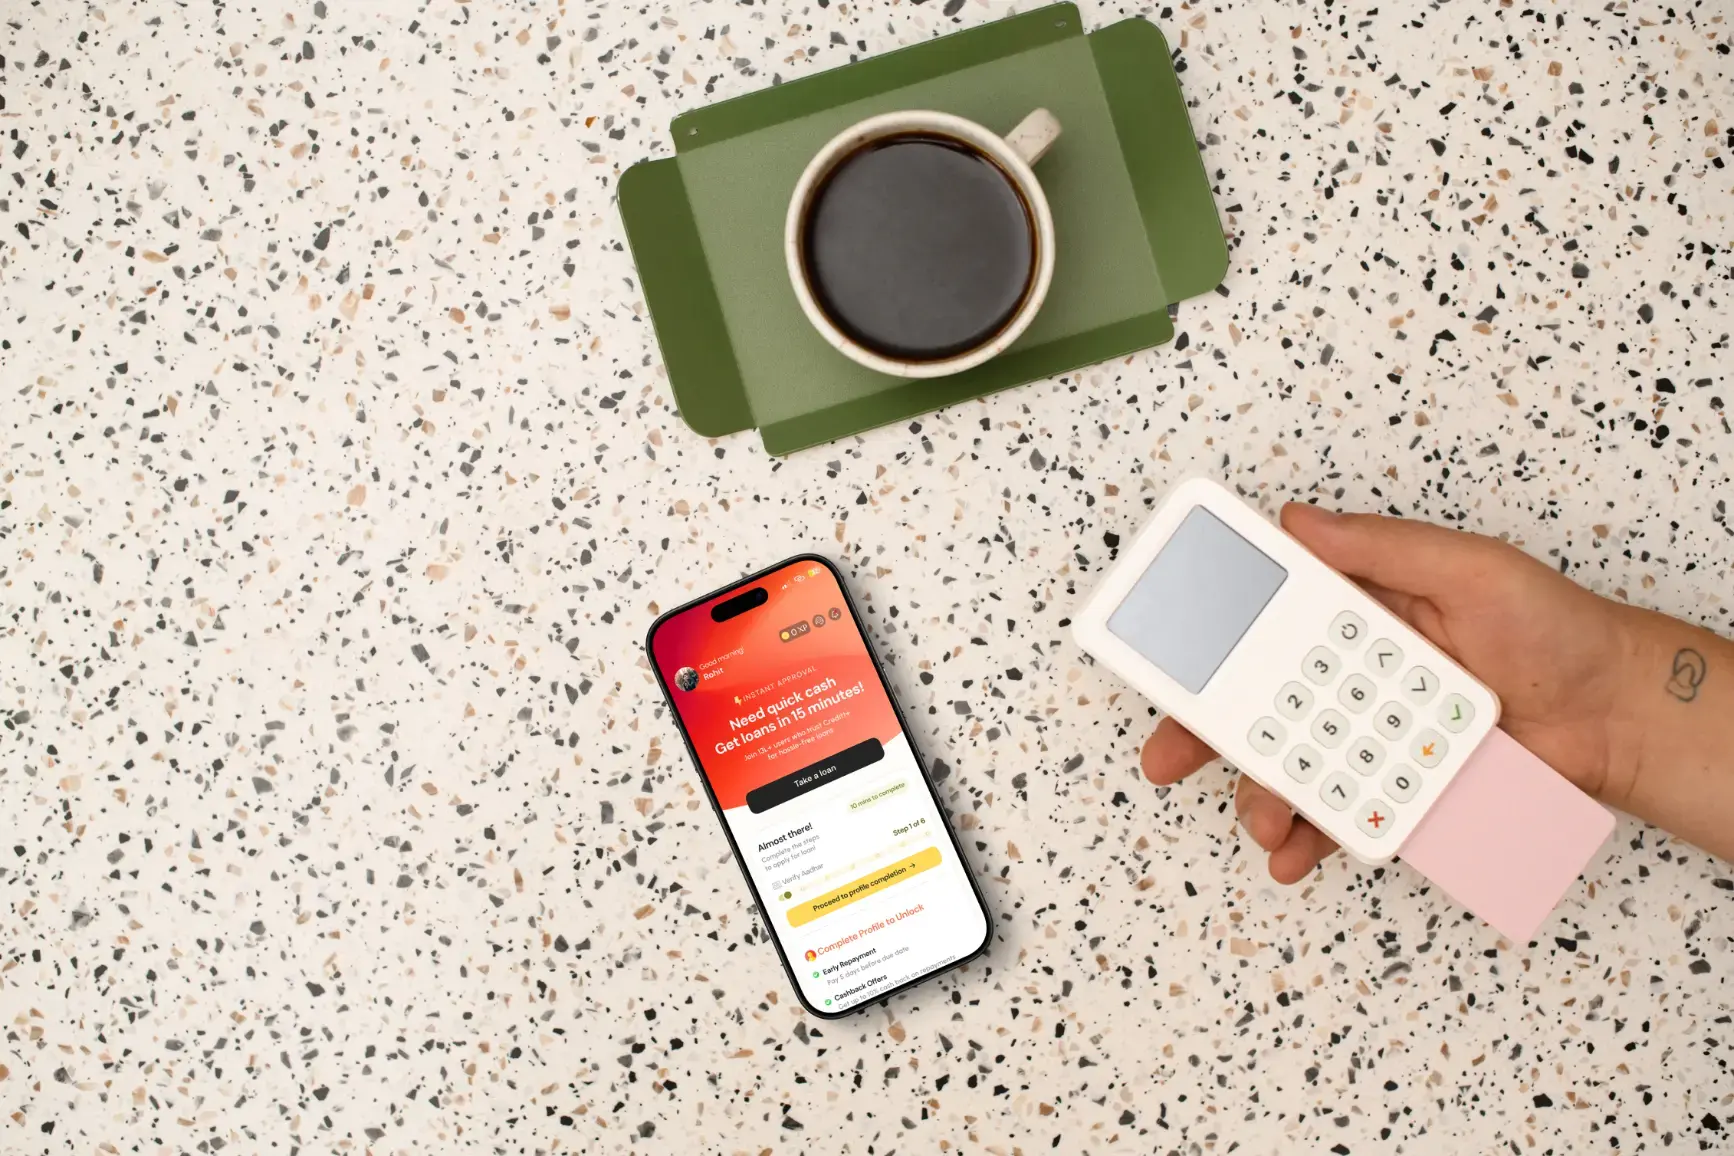 0 XP
Good morning!
Rohit
INSTANT APPROVAL
Need quick cash
Get loans in 15 minutes!
Join 12L+ users who trust Credit++
for hassle-free loans
Take a loan
10 mins to complete
Almost there!
Complete the steps
to apply for loan!
Step 1 of 6
Verify Aadhar
Proceed to profile completion →
Complete Profile to Unlock
Early Repayment
Pay 5 days before due date
Cashback Offers
Get up to 10% cash back on repayments
1 2 3
4 5 6
7 8 9
0